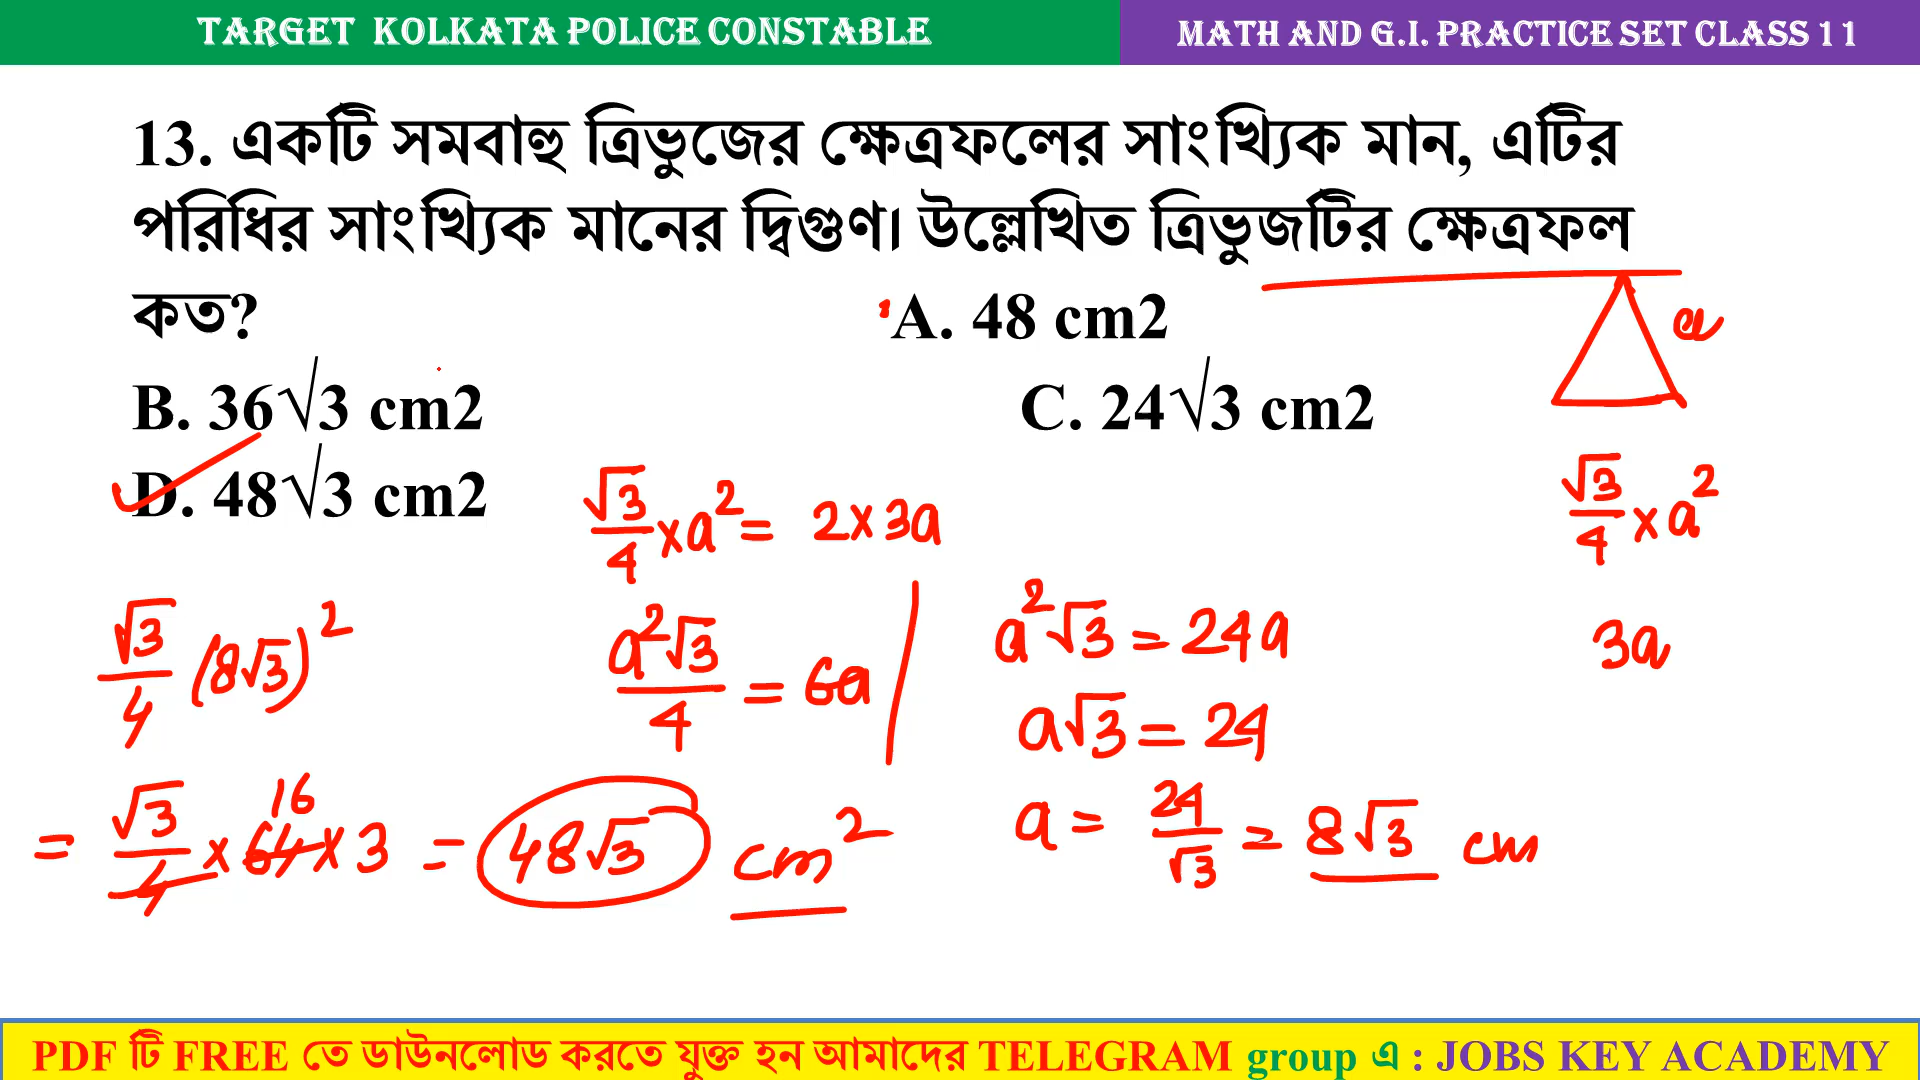 TARGET KOLKATA POLICE CONSTABLE
MATH AND G.I. PRACTICE SET CLASS 11
13. একটি সমবাহু ত্রিভুজের ক্ষেত্রফলের সাংখ্যিক মান, এটির
পরিধির সাংখ্যিক মানের দ্বিগুণ। উল্লেখিত ত্রিভুজটির ক্ষেত্রফল
কত? A. 48 cm2
B. 36√3 cm2 C. 24√3 cm2
D. 48√3 cm2
a
√3/4 × a² = 2 × 3a
√3/4 × a²
a²√3/4 = 6a
a²√3 = 24a
3a
a√3 = 24
a = 24/√3 = 8√3 cm
√3/4 (8√3)²
= √3/4 × 64 × 3 = 48√3 cm²
16
PDF টি FREE তে ডাউনলোড করতে যুক্ত হন আমাদের TELEGRAM group এ : JOBS KEY ACADEMY